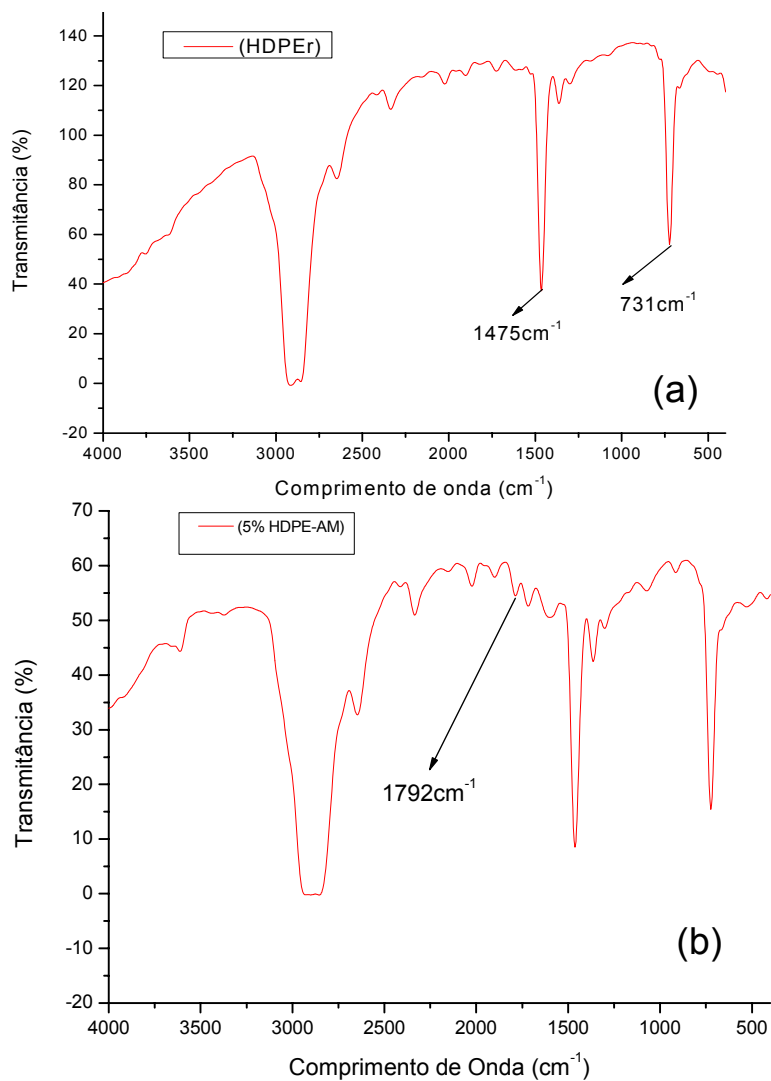 140
120
100
80
60
40
20
0
-20
Transmitância (%)
(HDPEr)
1475cm⁻¹
731cm⁻¹
(a)
4000 3500 3000 2500 2000 1500 1000 500
Comprimento de onda (cm⁻¹)
70
60
50
40
30
20
10
0
-10
-20
Transmitância (%)
(5% HDPE-AM)
1792cm⁻¹
(b)
4000 3500 3000 2500 2000 1500 1000 500
Comprimento de Onda (cm⁻¹)